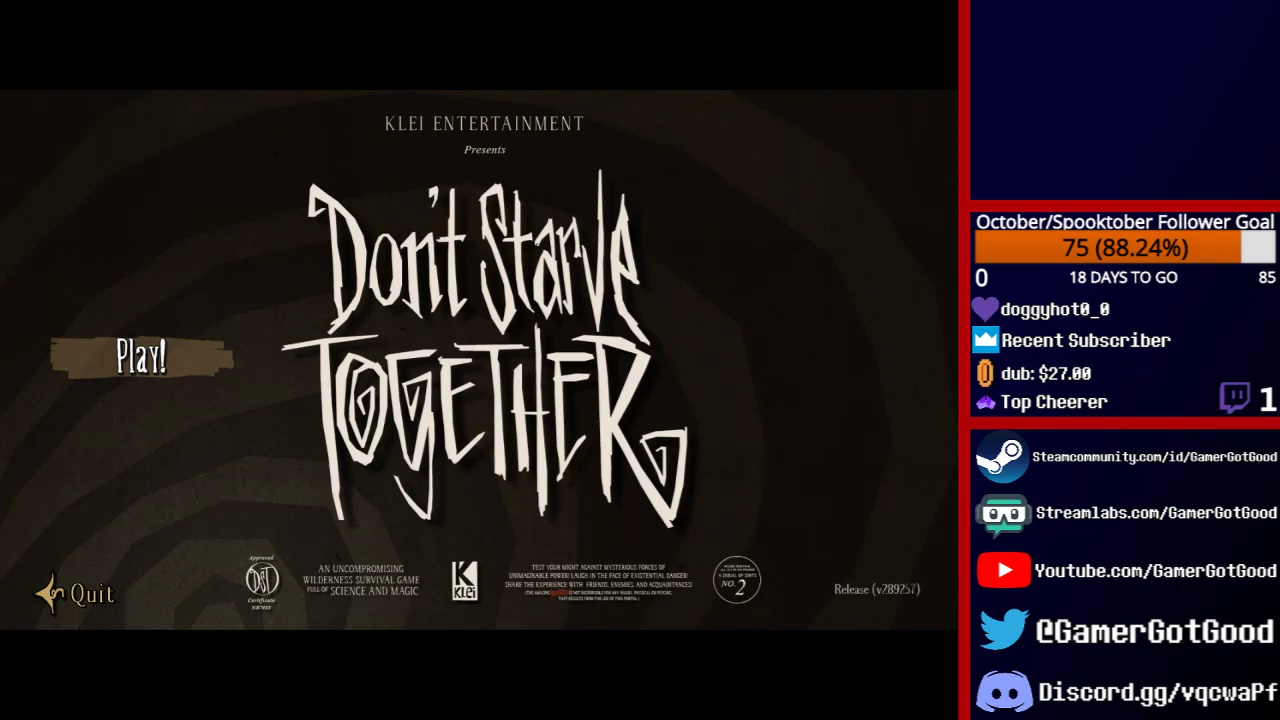 KLEI ENTERTAINMENT
Presents
Don't Starve
TOGETHER
Play!
Quit
Approved
DST
Certificate
AN UNCOMPROMISING
WILDERNESS SURVIVAL GAME
FULL OF SCIENCE AND MAGIC
K
Klei
TEST YOUR MIGHT AGAINST MYSTERIOUS FORCES OF
UNIMAGINABLE POWER! LAUGH IN THE FACE OF EXISTENTIAL DANGER!
SHARE THE EXPERIENCE WITH FRIENDS, ENEMIES, AND ACQUAINTANCES!
NO. 2
Release (v289257)
October/Spooktober Follower Goal
75 (88.24%)
0 18 DAYS TO GO 85
doggyhot0_0
Recent Subscriber
dub: $27.00
Top Cheerer
1
Steamcommunity.com/id/GamerGotGood
Streamlabs.com/GamerGotGood
Youtube.com/GamerGotGood
@GamerGotGood
Discord.gg/vqcwaPf